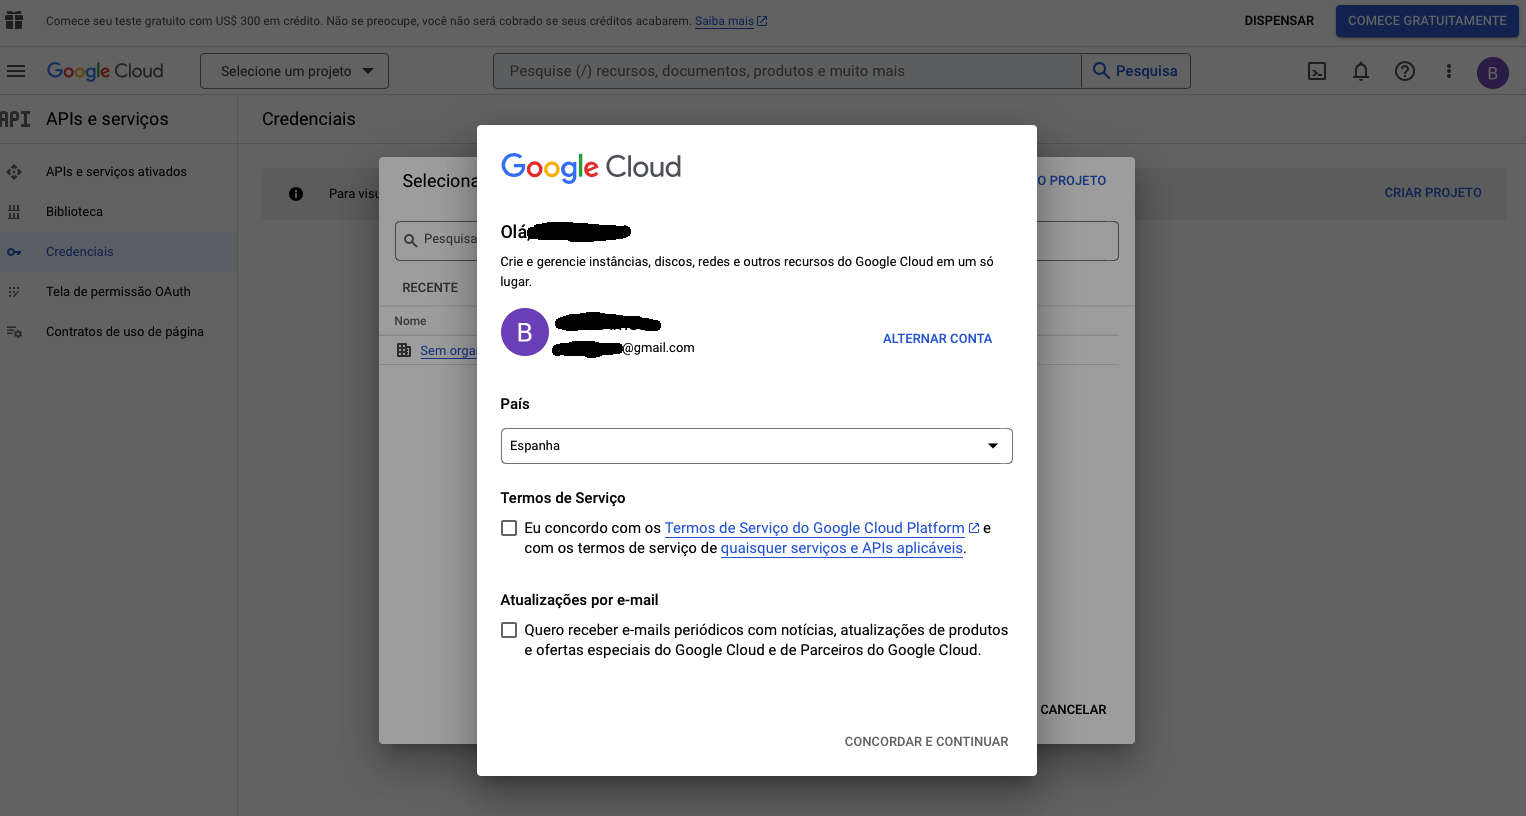 Comece seu teste gratuito com US$ 300 em crédito. Não se preocupe, você não será cobrado se seus créditos acabarem. Saiba mais
DISPENSAR
COMECE GRATUITAMENTE
Google Cloud
Selecione um projeto
Pesquise (/) recursos, documentos, produtos e muito mais
Pesquisa
B
API
APIs e serviços
Credenciais
APIs e serviços ativados
Biblioteca
Credenciais
Tela de permissão OAuth
Contratos de uso de página
Para visu
CRIAR PROJETO
Seleciona
O PROJETO
Pesquisa
RECENTE
Nome
Sem orga
CANCELAR
Google Cloud
Olá,
Crie e gerencie instâncias, discos, redes e outros recursos do Google Cloud em um só
lugar.
B
@gmail.com
ALTERNAR CONTA
País
Espanha
Termos de Serviço
Eu concordo com os Termos de Serviço do Google Cloud Platform e
com os termos de serviço de quaisquer serviços e APIs aplicáveis.
Atualizações por e-mail
Quero receber e-mails periódicos com notícias, atualizações de produtos
e ofertas especiais do Google Cloud e de Parceiros do Google Cloud.
CONCORDAR E CONTINUAR